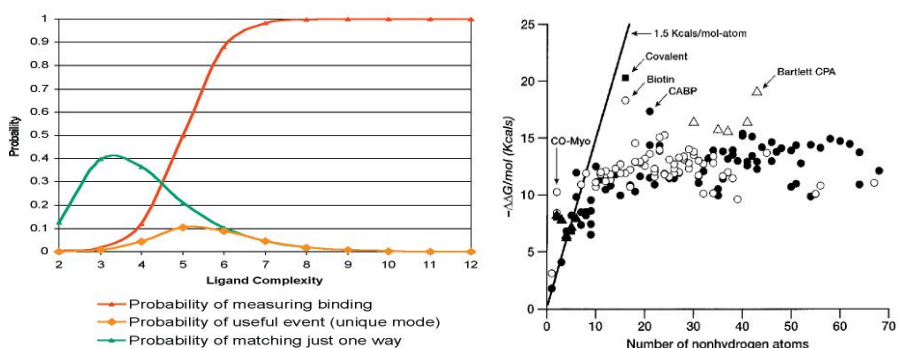 1
0.9
0.8
0.7
0.6
0.5
0.4
0.3
0.2
0.1
0
Probability
2 3 4 5 6 7 8 9 10 11 12
Ligand Complexity
Probability of measuring binding
Probability of useful event (unique mode)
Probability of matching just one way
25
20
15
10
5
0
-ΔΔG/mol (Kcals)
1.5 Kcals/mol-atom
Covalent
Biotin
CABP
Bartlett CPA
CO-Myo
0 10 20 30 40 50 60 70
Number of nonhydrogen atoms